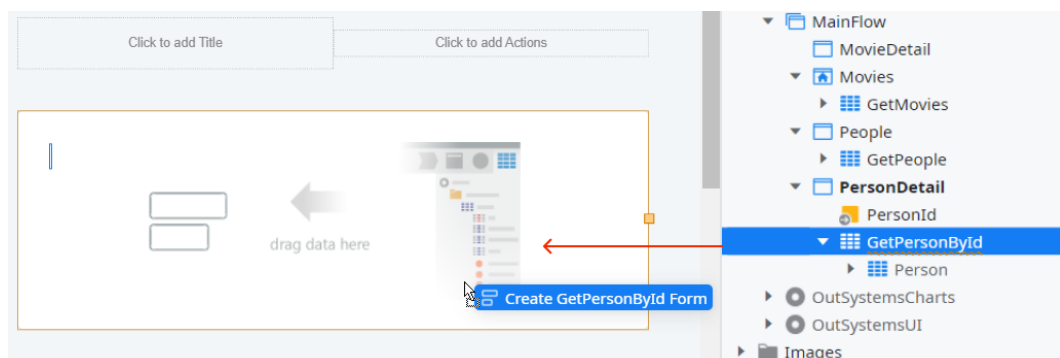 Click to add Title
Click to add Actions
drag data here
Create GetPersonById Form
MainFlow
MovieDetail
Movies
GetMovies
People
GetPeople
PersonDetail
PersonId
GetPersonById
Person
OutSystemsCharts
OutSystemsUI
Images